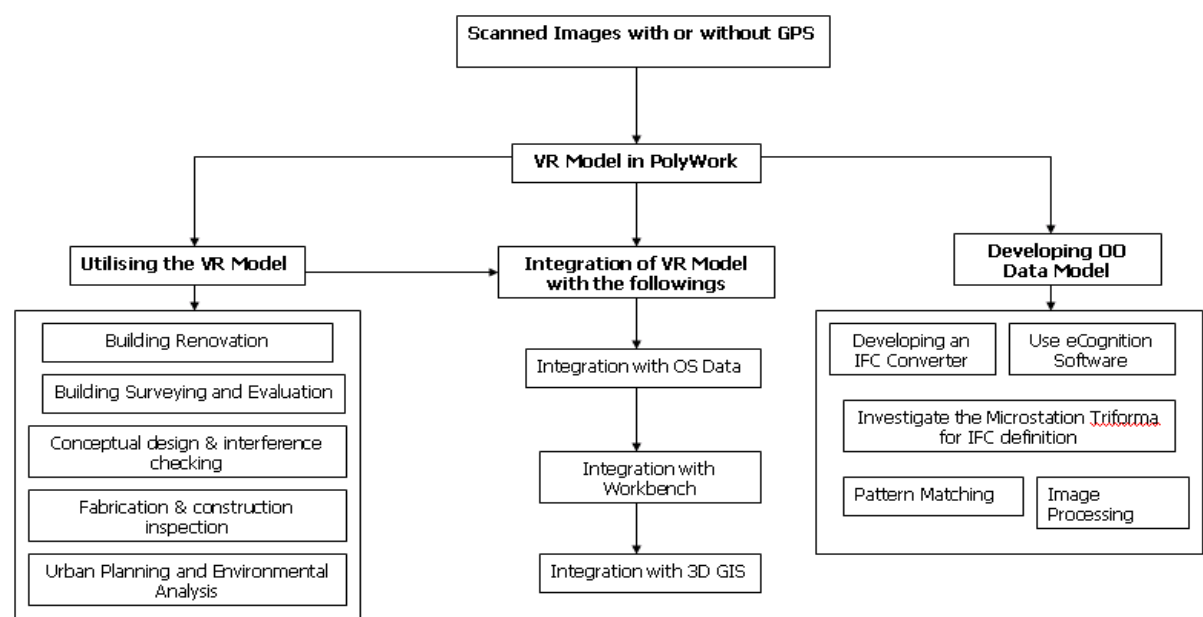 Scanned Images with or without GPS
VR Model in PolyWork
Utilising the VR Model
Building Renovation
Building Surveying and Evaluation
Conceptual design & interference
checking
Fabrication & construction
inspection
Urban Planning and Environmental
Analysis
Integration of VR Model
with the followings
Integration with OS Data
Integration with
Workbench
Integration with 3D GIS
Developing OO
Data Model
Developing an
IFC Converter
Use eCognition
Software
Investigate the Microstation Triforma
for IFC definition
Pattern Matching
Image
Processing